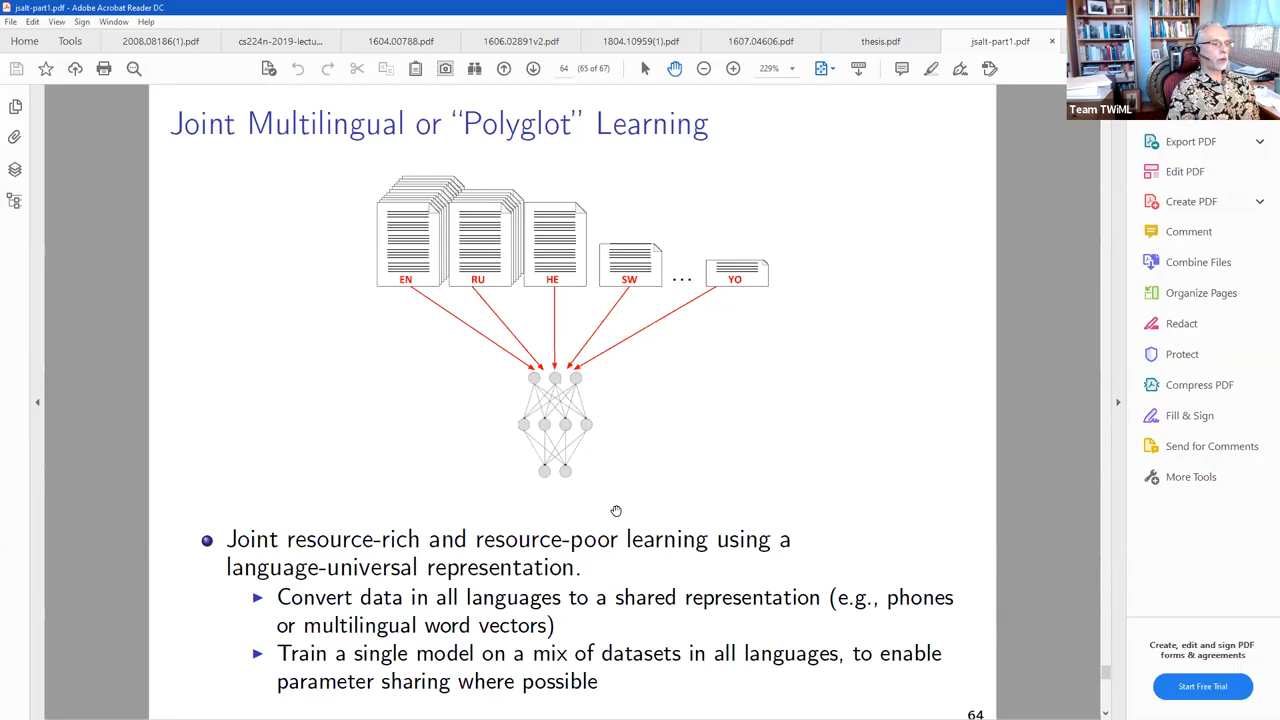 jsalt-part1.pdf - Adobe Acrobat Reader DC
File Edit View Sign Window Help
Home Tools 2008.08186(1).pdf cs224n-2019-lectu... 1606.02601v2.pdf 1804.10959(1).pdf 1607.04606.pdf thesis.pdf jsalt-part1.pdf ×
64 (65 of 67) 229%
Team TWiML
Joint Multilingual or “Polyglot” Learning
EN RU HE SW ... YO
Joint resource-rich and resource-poor learning using a
language-universal representation.
Convert data in all languages to a shared representation (e.g., phones
or multilingual word vectors)
Train a single model on a mix of datasets in all languages, to enable
parameter sharing where possible
64
Export PDF
Edit PDF
Create PDF
Comment
Combine Files
Organize Pages
Redact
Protect
Compress PDF
Fill & Sign
Send for Comments
More Tools
Create, edit and sign PDF
forms & agreements
Start Free Trial